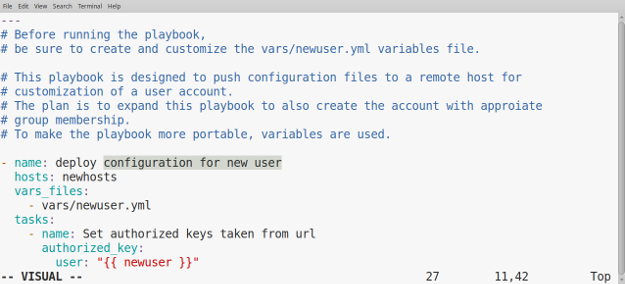 File Edit View Search Terminal Help
---
# Before running the playbook,
# be sure to create and customize the vars/newuser.yml variables file.

# This playbook is designed to push configuration files to a remote host for
# customization of a user account.
# The plan is to expand this playbook to also create the account with approiate
# group membership.
# To make the playbook more portable, variables are used.

- name: deploy configuration for new user
  hosts: newhosts
  vars_files:
    - vars/newuser.yml
  tasks:
    - name: Set authorized keys taken from url
      authorized_key:
        user: "{{ newuser }}"
-- VISUAL -- 27 11,42 Top